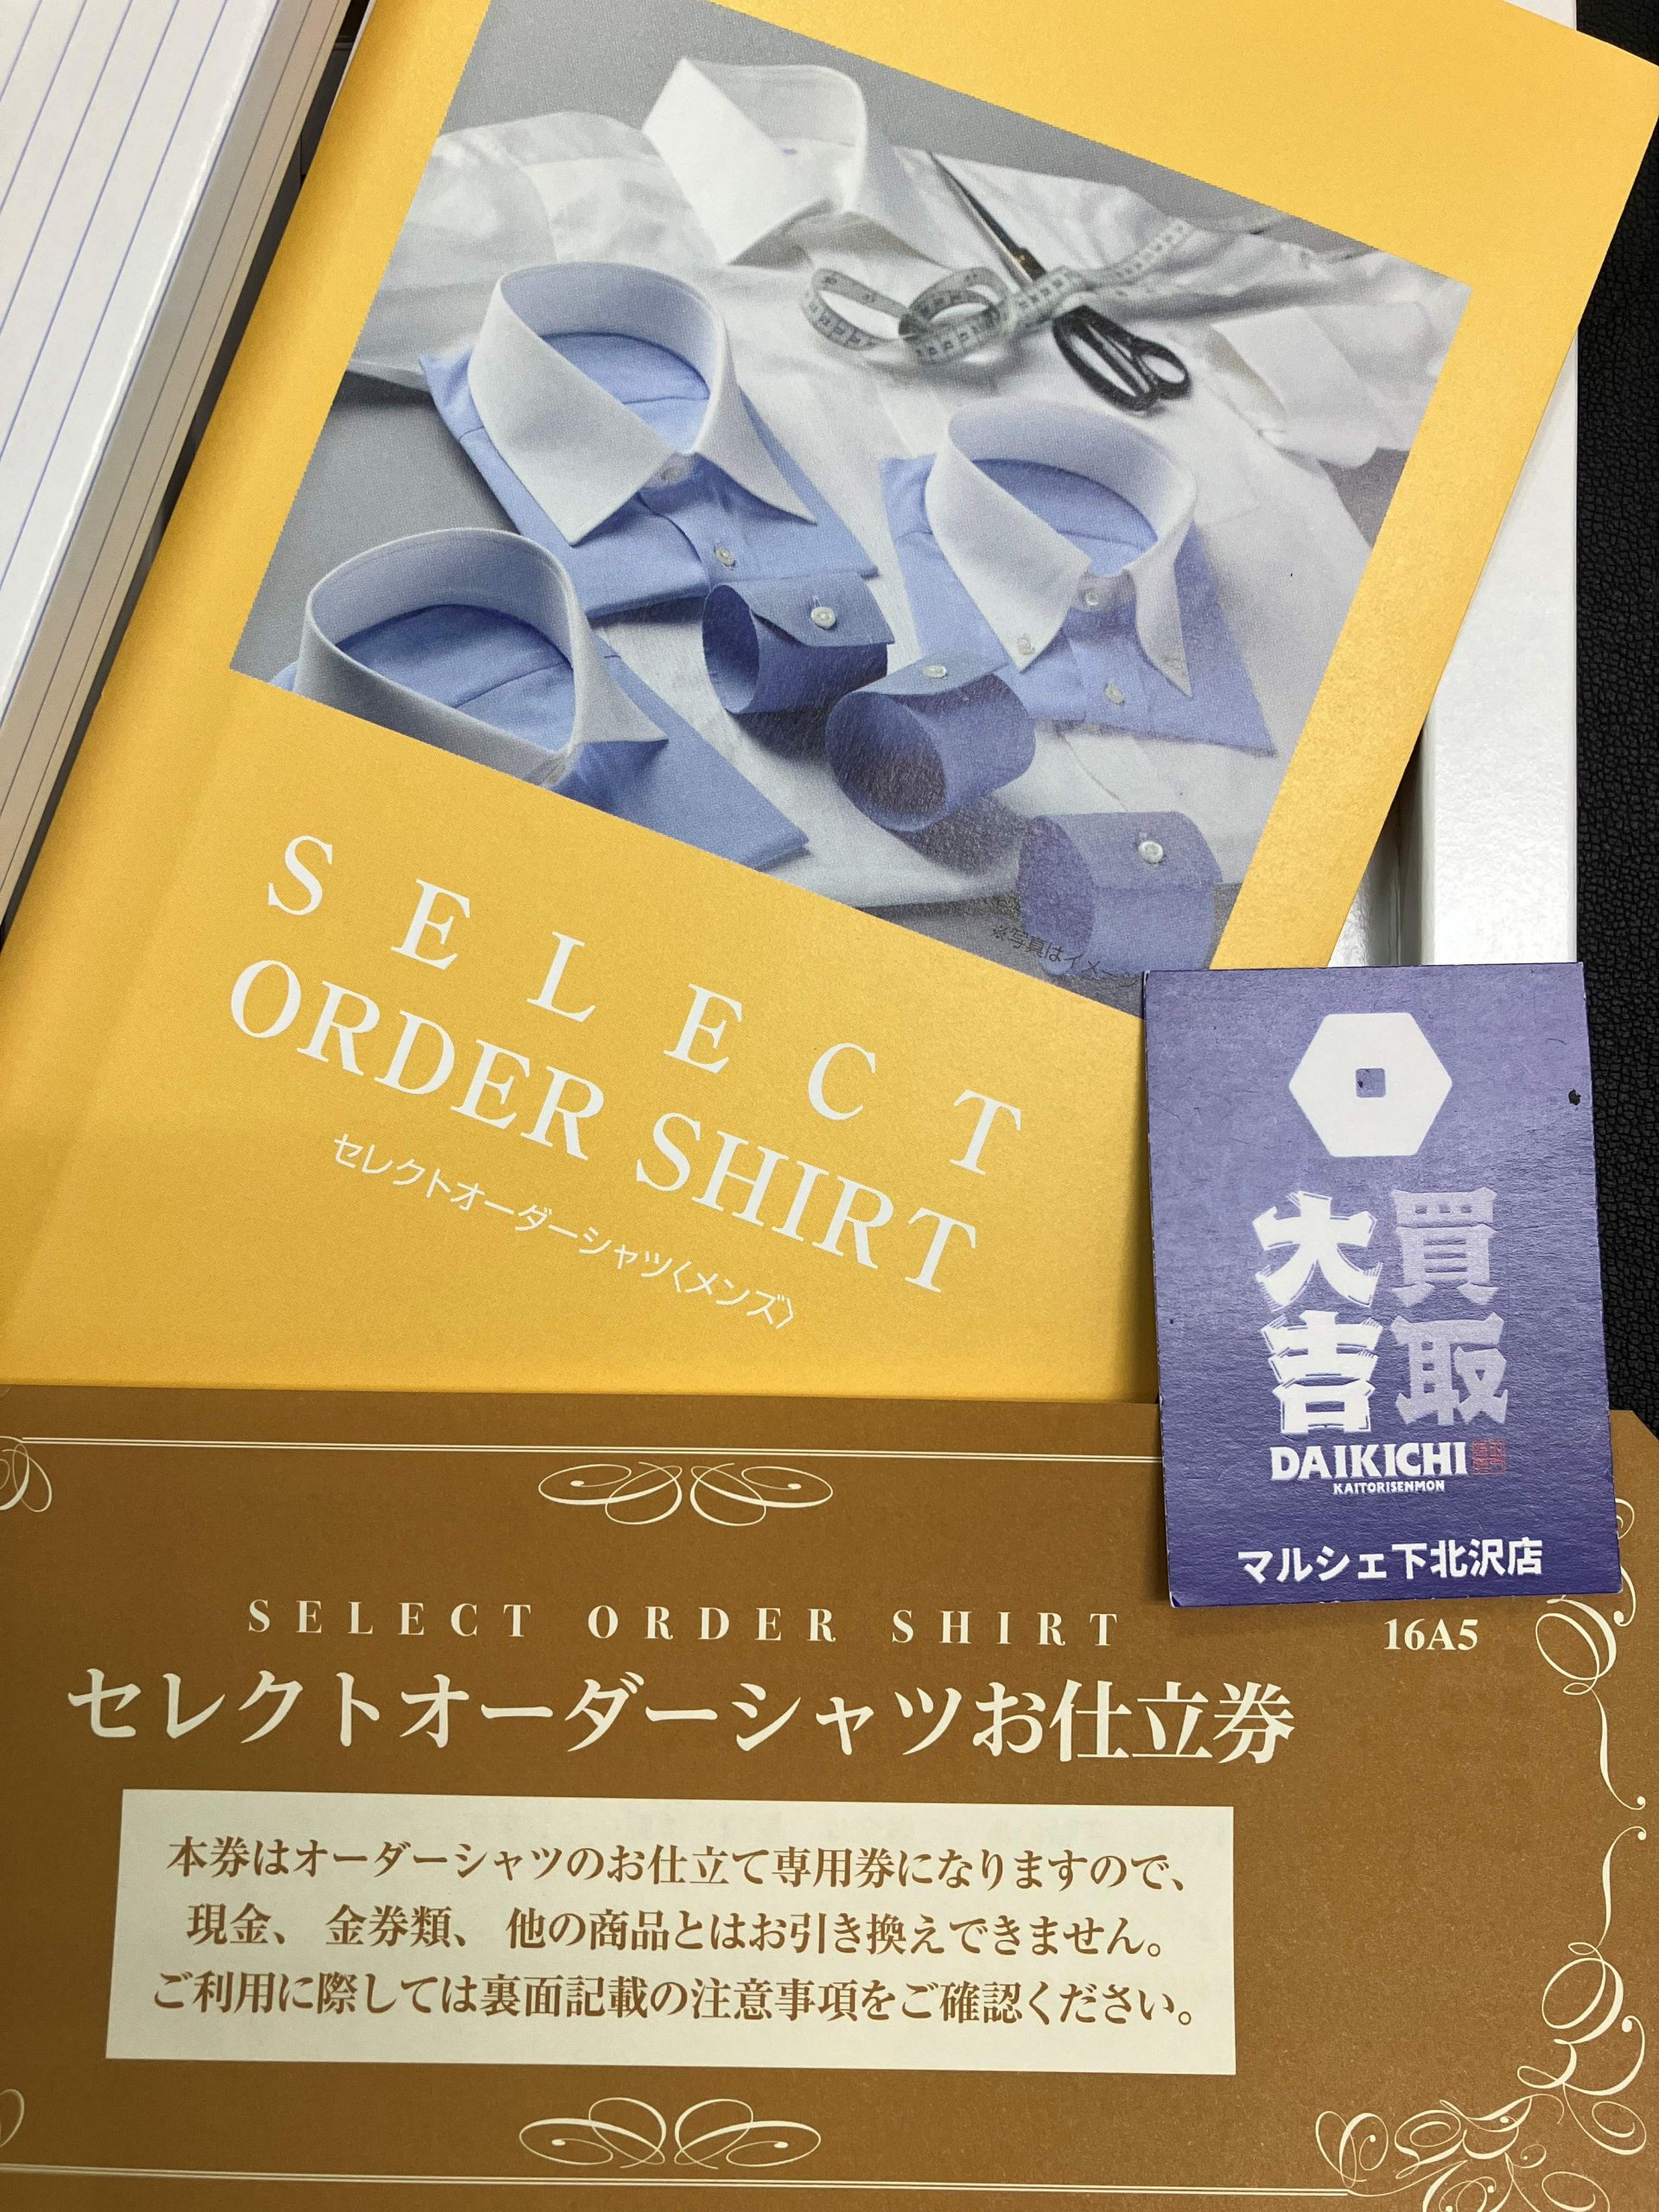 ※写真はイメー
SELECT
ORDER SHIRT
セレクトオーダーシャツ〈メンズ〉
買取
大吉
DAIKICHI
KAITORISENMON
マルシェ下北沢店
SELECT ORDER SHIRT
16A5
セレクトオーダーシャツお仕立券
本券はオーダーシャツのお仕立て専用券になりますので、
現金、金券類、他の商品とはお引き換えできません。
ご利用に際しては裏面記載の注意事項をご確認ください。